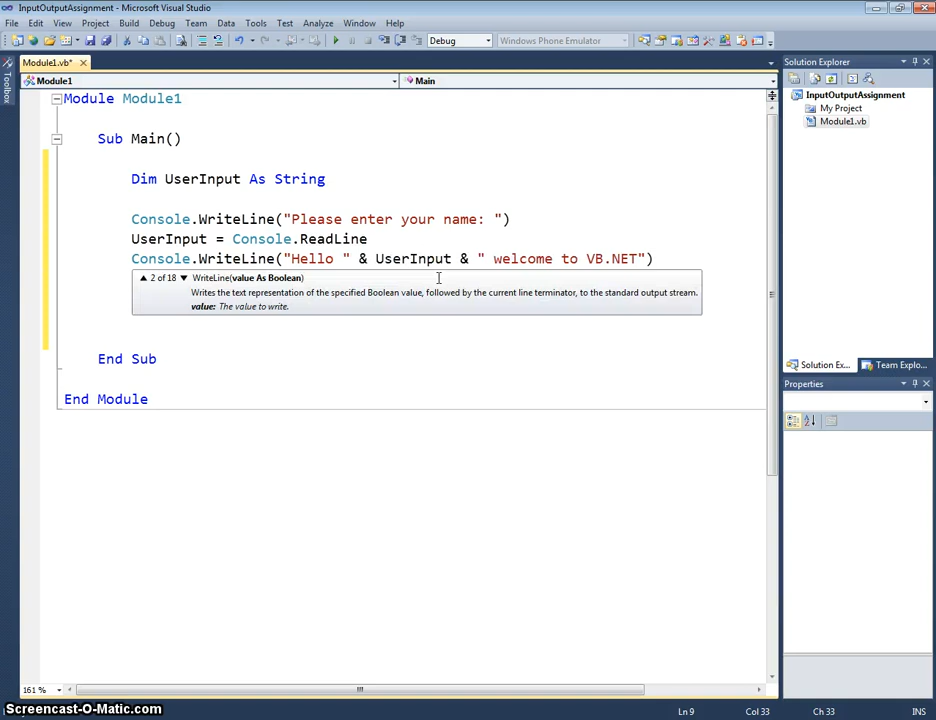 InputOutputAssignment - Microsoft Visual Studio
File Edit View Project Build Debug Team Data Tools Test Analyze Window Help
Debug Windows Phone Emulator
Toolbox
Module1.vb*
Solution Explorer
Module1 Main
InputOutputAssignment
My Project
Module1.vb
Module Module1
Sub Main()
Dim UserInput As String
Console.WriteLine("Please enter your name: ")
UserInput = Console.ReadLine
Console.WriteLine("Hello " & UserInput & " welcome to VB.NET")
2 of 18 WriteLine(value As Boolean)
Writes the text representation of the specified Boolean value, followed by the current line terminator, to the standard output stream.
value: The value to write.
End Sub
End Module
Solution Ex... Team Explo...
Properties
161 %
Ln 9 Col 33 Ch 33 INS
Screencast-O-Matic.com